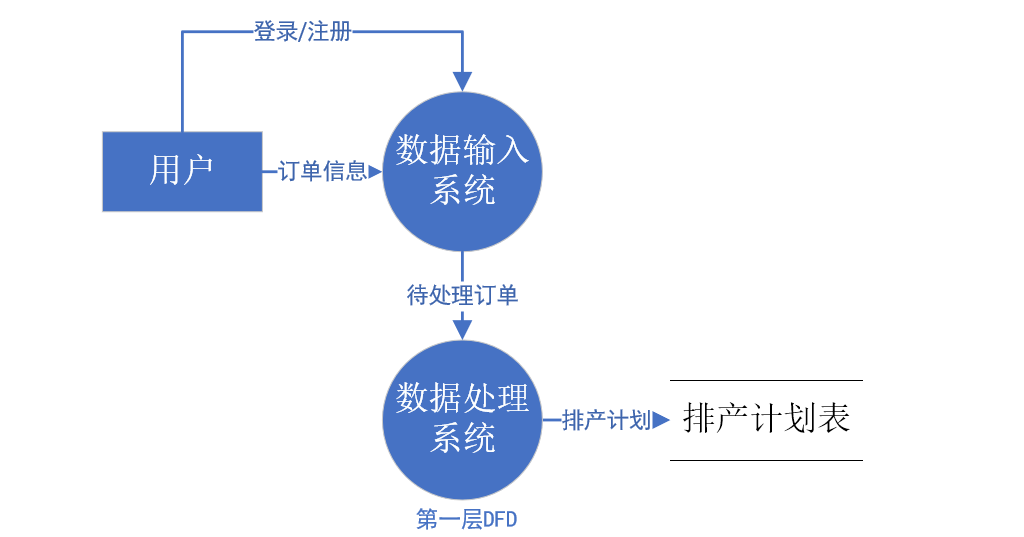 登录/注册
用户
订单信息
数据输入
系统
待处理订单
数据处理
系统
排产计划
排产计划表
第一层DFD